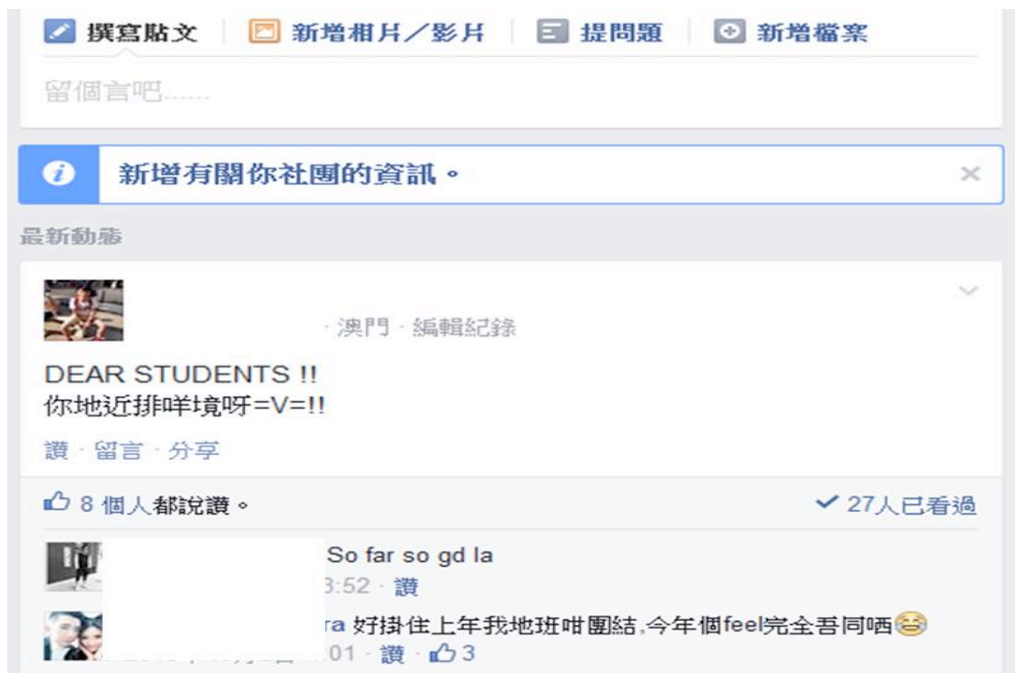 撰寫貼文 新增相片／影片 提問題 新增檔案
留個言吧......
新增有關你社團的資訊。
最新動態
· 澳門 · 編輯紀錄
DEAR STUDENTS !!
你地近排咩境呀=V=!!
讚 · 留言 · 分享
8 個人都說讚。 27人已看過
So far so gd la
3:52 · 讚
ra 好掛住上年我地班咁團結,今年個feel完全吾同晒😂
01 · 讚 · 3